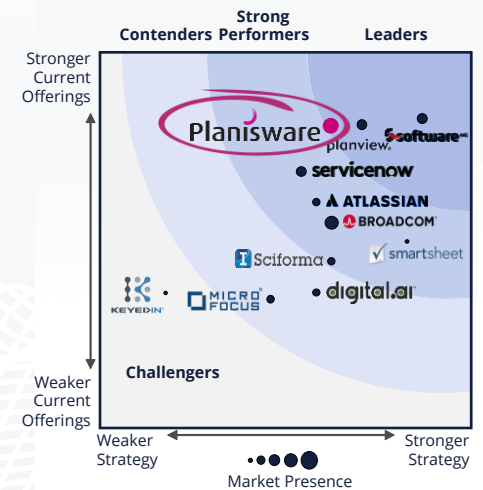 Contenders
Strong
Performers
Leaders
Stronger
Current
Offerings
Planisware
planview.
software AG
servicenow
ATLASSIAN
BROADCOM
smartsheet
Sciforma
digital.ai
KEYEDIN
MICRO
FOCUS
Challengers
Weaker
Current
Offerings
Weaker
Strategy
Stronger
Strategy
Market Presence